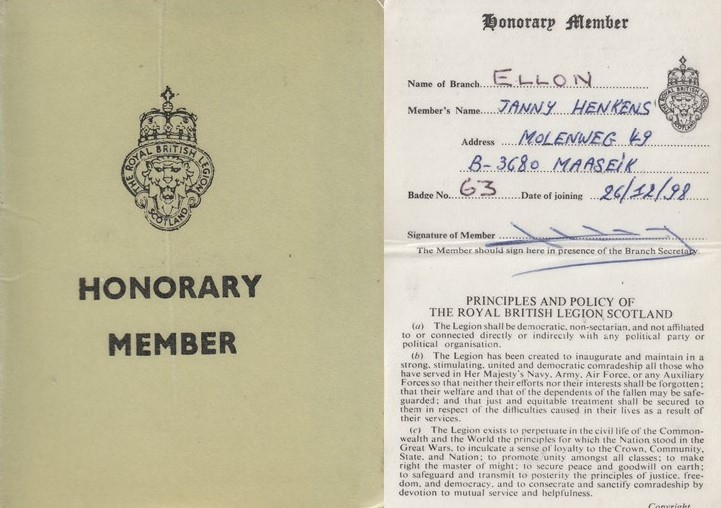 THE ROYAL BRITISH LEGION
SCOTLAND
HONORARY
MEMBER
Honorary Member
Name of Branch....ELLON
Member's Name....JANNY HENKENS
Address....MOLENWEG 49
B-3680 MAASEIK
Badge No....63....Date of joining....26/12/98
THE ROYAL BRITISH LEGION
SCOTLAND
Signature of Member
The Member should sign here in presence of the Branch Secretary.
PRINCIPLES AND POLICY OF
THE ROYAL BRITISH LEGION SCOTLAND
(a) The Legion shall be democratic, non-sectarian, and not affiliated
to or connected directly or indirectly with any political party or
political organisation.
(b) The Legion has been created to inaugurate and maintain in a
strong, stimulating, united and democratic comradeship all those who
have served in Her Majesty's Navy, Army, Air Force, or any Auxiliary
Forces so that neither their efforts nor their interests shall be forgotten;
that their welfare and that of the dependents of the fallen may be safe-
guarded; and that just and equitable treatment shall be secured to
them in respect of the difficulties caused in their lives as a result of
their services.
(c) The Legion exists to perpetuate in the civil life of the Common-
wealth and the World the principles for which the Nation stood in the
Great Wars, to inculcate a sense of loyalty to the Crown, Community,
State, and Nation; to promote unity amongst all classes; to make
right the master of might; to secure peace and goodwill on earth;
to safeguard and transmit to posterity the principles of justice, free-
dom, and democracy, and to consecrate and sanctify comradeship by
devotion to mutual service and helpfulness.
Copyright